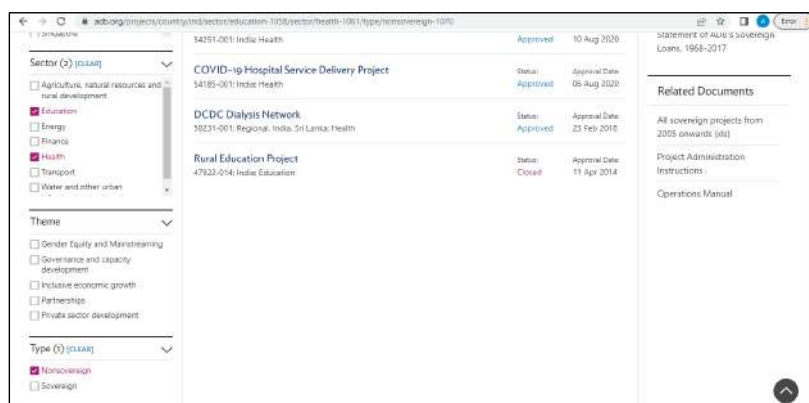 adb.org/projects/country/ind/sector/education-1058/sector/health-1061/type/nonsovereign-1070
Error
Singapore
Sector (2) [CLEAR]
Agriculture, natural resources and
rural development
Education
Energy
Finance
Health
Transport
Water and other urban
Theme
Gender Equity and Mainstreaming
Governance and capacity
development
Inclusive economic growth
Partnerships
Private sector development
Type (1) [CLEAR]
Nonsovereign
Sovereign
54251-001: India: Health
Approved
10 Aug 2020
COVID-19 Hospital Service Delivery Project
Status:
Approval Date:
54185-001: India: Health
Approved
06 Aug 2020
DCDC Dialysis Network
Status:
Approval Date:
50231-001: Regional, India, Sri Lanka: Health
Approved
23 Feb 2018
Rural Education Project
Status:
Approval Date:
47922-014: India: Education
Closed
11 Apr 2014
Statement of ADB's Sovereign
Loans, 1968-2017
Related Documents
All sovereign projects from
2005 onwards (xls)
Project Administration
Instructions
Operations Manual